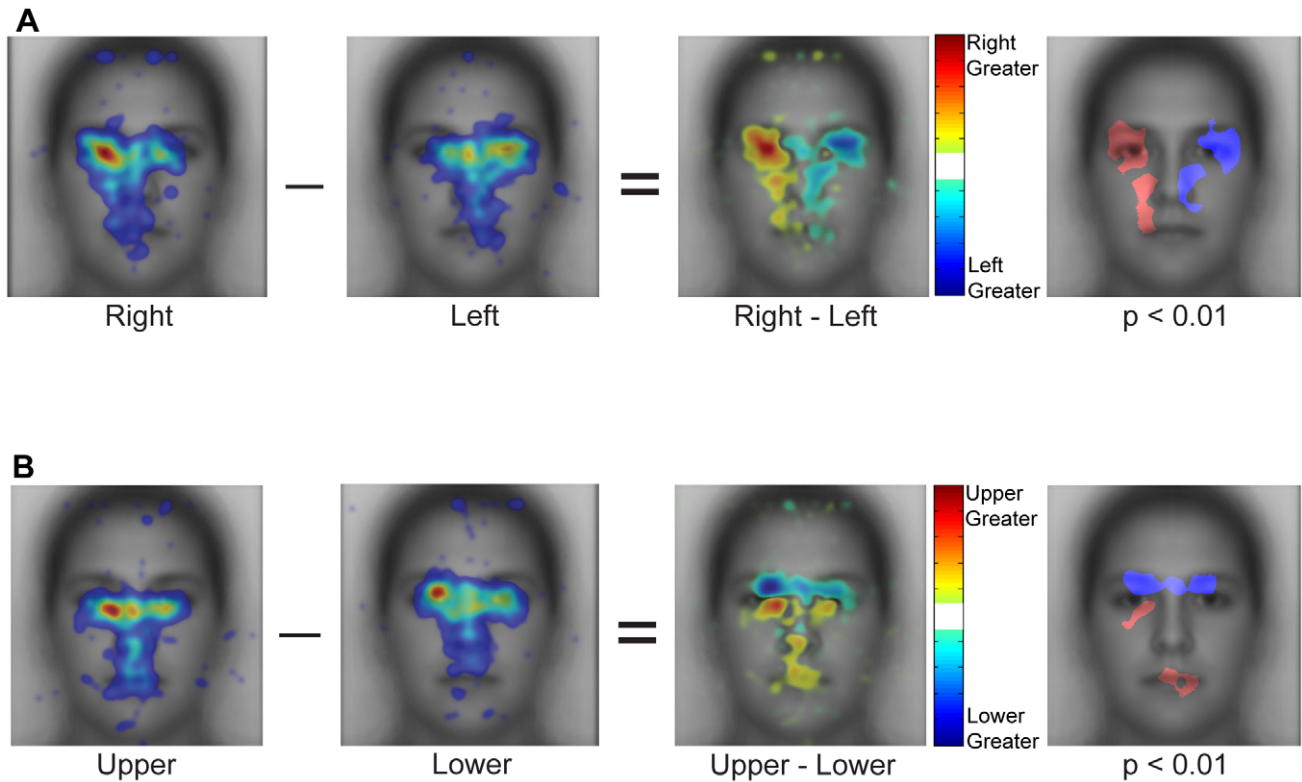 A
Right
Greater
Left
Greater
Right
Left
Right - Left
p < 0.01
B
Upper
Greater
Lower
Greater
Upper
Lower
Upper - Lower
p < 0.01